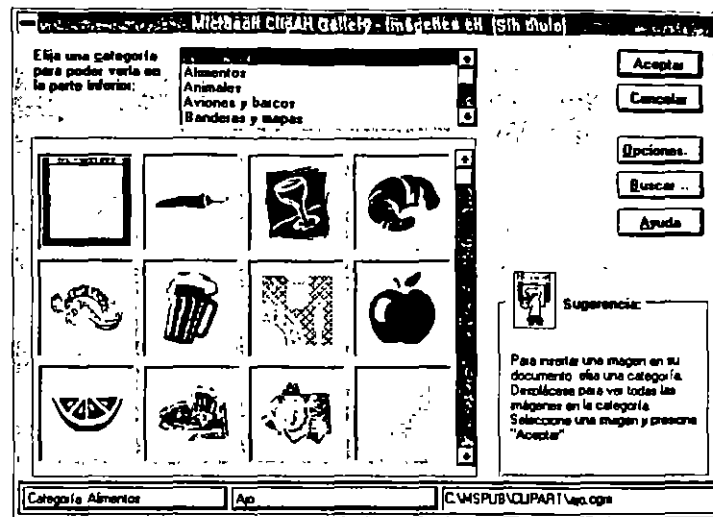 Microsoft ClipArt Gallery - Imágenes en (Sin título)
Elija una categoría
para poder verla en
la parte inferior:
Alimentos
Animales
Aviones y barcos
Banderas y mapas
Aceptar
Cancelar
Opciones.
Buscar ..
Ayuda
Sugerencia:
Para insertar una imagen en su
documento elija una categoría.
Desplácese para ver todas las
imágenes en la categoría.
Seleccione una imagen y presione
"Aceptar"
Categoría Alimentos
Ajo
C:\MSPUB\CLIPART\ajo.cgm